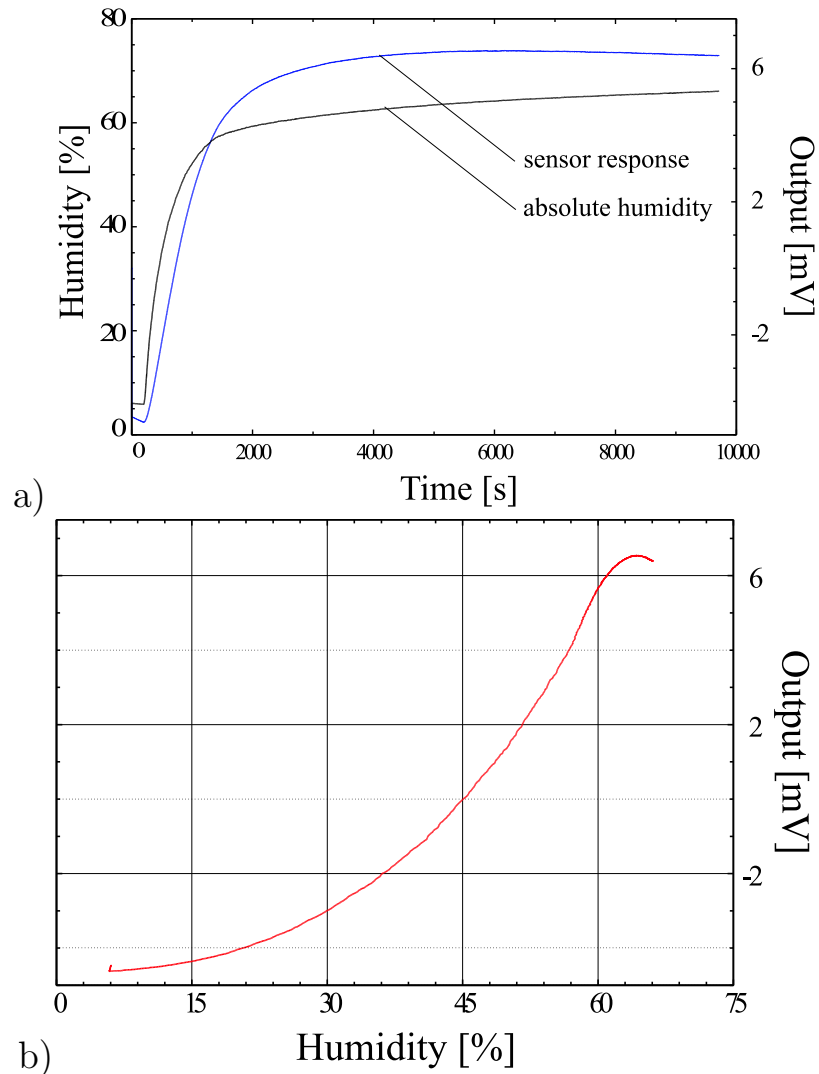 80
60
40
20
0
Humidity [%]
6
2
-2
Output [mV]
sensor response
absolute humidity
0 2000 4000 6000 8000 10000
Time [s]
a)
6
2
-2
Output [mV]
0 15 30 45 60 75
Humidity [%]
b)